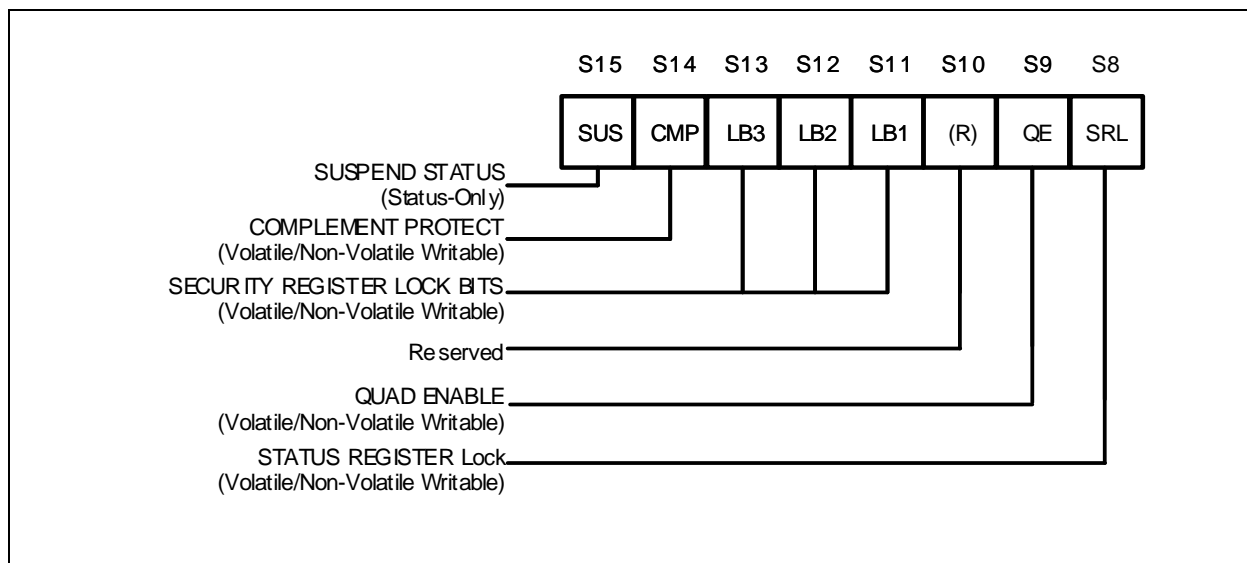 S15 S14 S13 S12 S11 S10 S9 S8
SUS CMP LB3 LB2 LB1 (R) QE SRL
SUSPEND STATUS
(Status-Only)
COMPLEMENT PROTECT
(Volatile/Non-Volatile Writable)
SECURITY REGISTER LOCK BITS
(Volatile/Non-Volatile Writable)
Reserved
QUAD ENABLE
(Volatile/Non-Volatile Writable)
STATUS REGISTER Lock
(Volatile/Non-Volatile Writable)